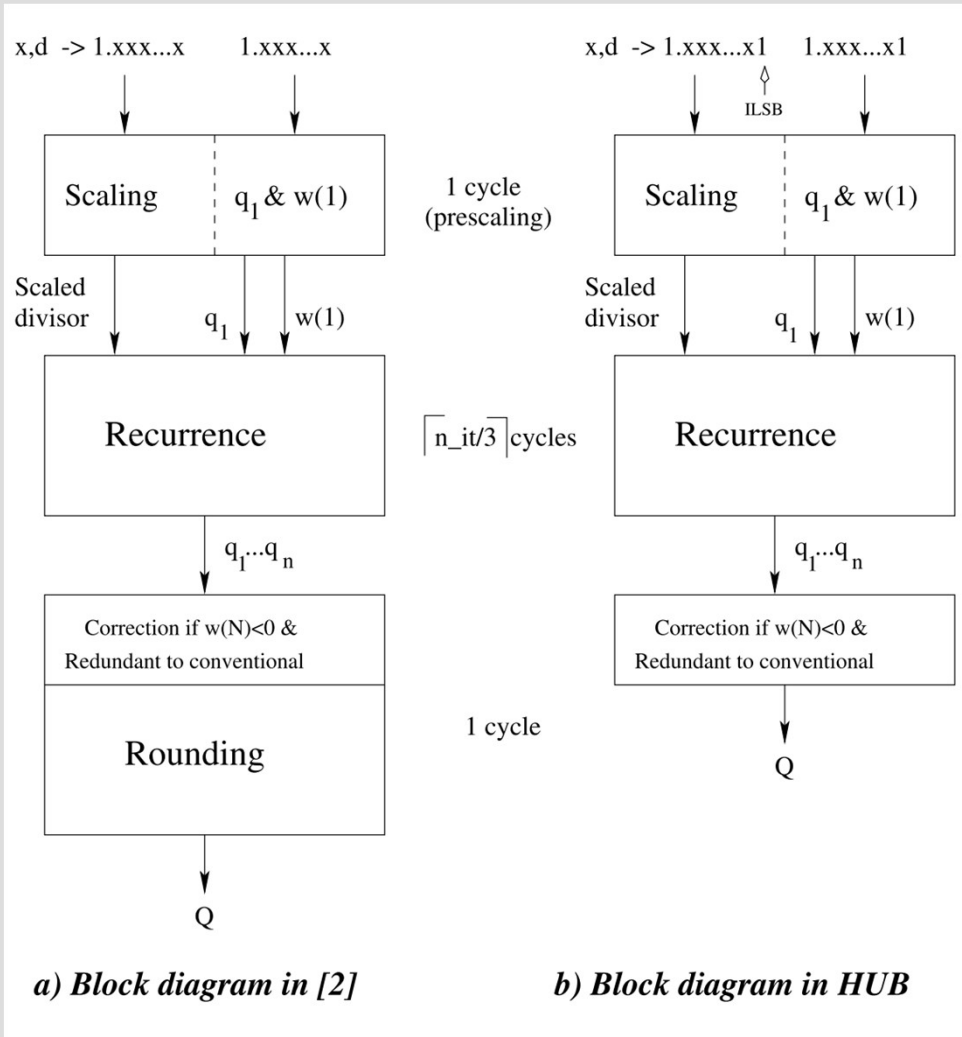 x,d -> 1.xxx...x 1.xxx...x
Scaling
q1 & w(1)
Scaled
divisor
q1
w(1)
Recurrence
q1...qn
Correction if w(N)<0 &
Redundant to conventional
Rounding
Q
a) Block diagram in [2]
1 cycle
(prescaling)
⌈n_it/3⌉ cycles
1 cycle
x,d -> 1.xxx...x1 1.xxx...x1
ILSB
Scaling
q1 & w(1)
Scaled
divisor
q1
w(1)
Recurrence
q1...qn
Correction if w(N)<0 &
Redundant to conventional
Q
b) Block diagram in HUB